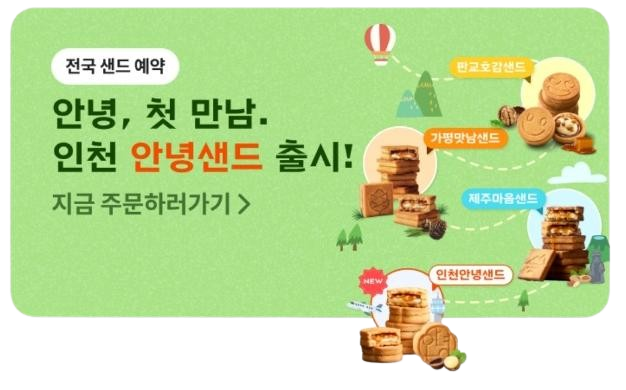 전국 샌드 예약
안녕, 첫 만남.
인천 안녕샌드 출시!
지금 주문하러가기 >
판교호감샌드
가평맛남샌드
제주마음샌드
인천안녕샌드
NEW